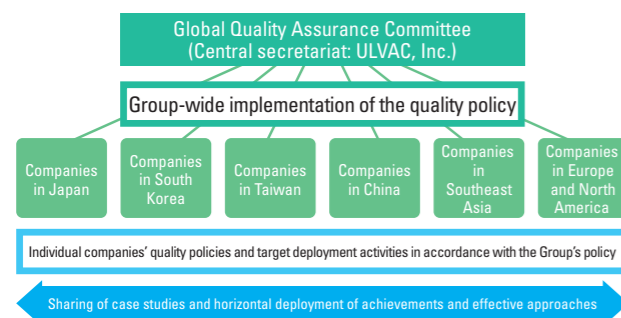 Global Quality Assurance Committee
(Central secretariat: ULVAC, Inc.)
Group-wide implementation of the quality policy
Companies
in Japan
Companies
in South
Korea
Companies
in Taiwan
Companies
in China
Companies
in
Southeast
Asia
Companies
in Europe
and North
America
Individual companies’ quality policies and target deployment activities in accordance with the Group’s policy
Sharing of case studies and horizontal deployment of achievements and effective approaches